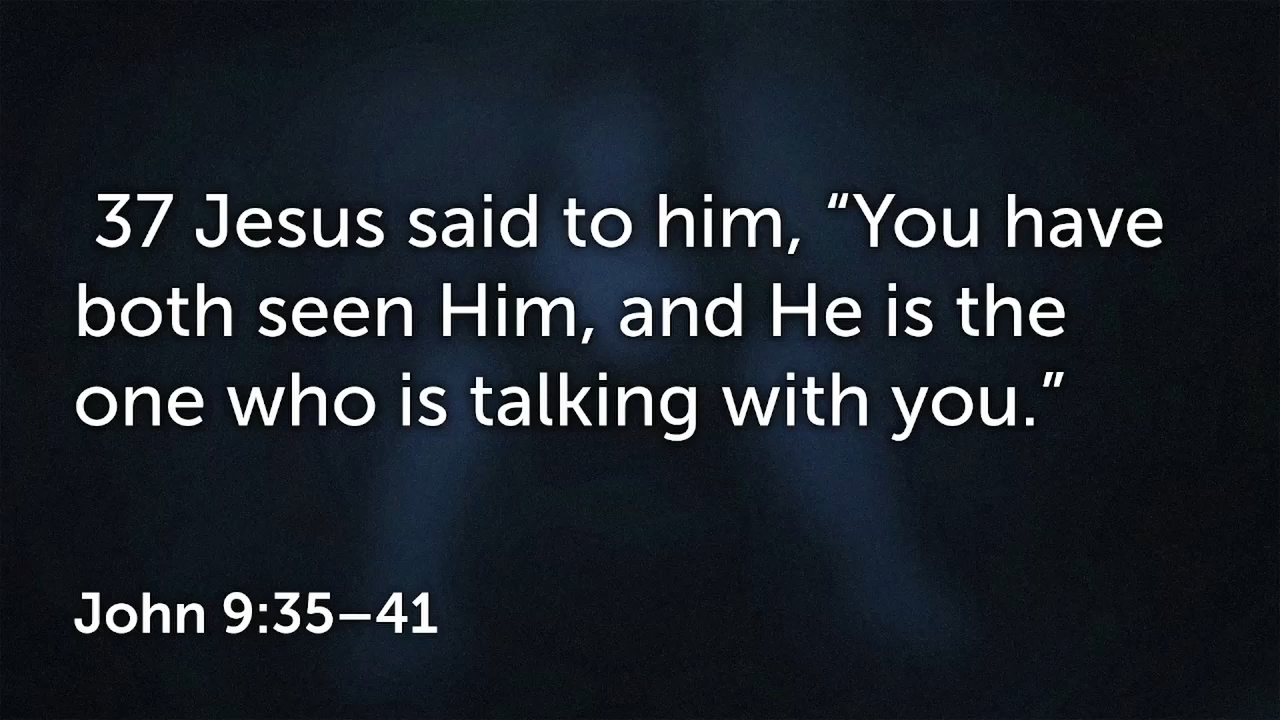 37 Jesus said to him, “You have
both seen Him, and He is the
one who is talking with you.”
John 9:35–41